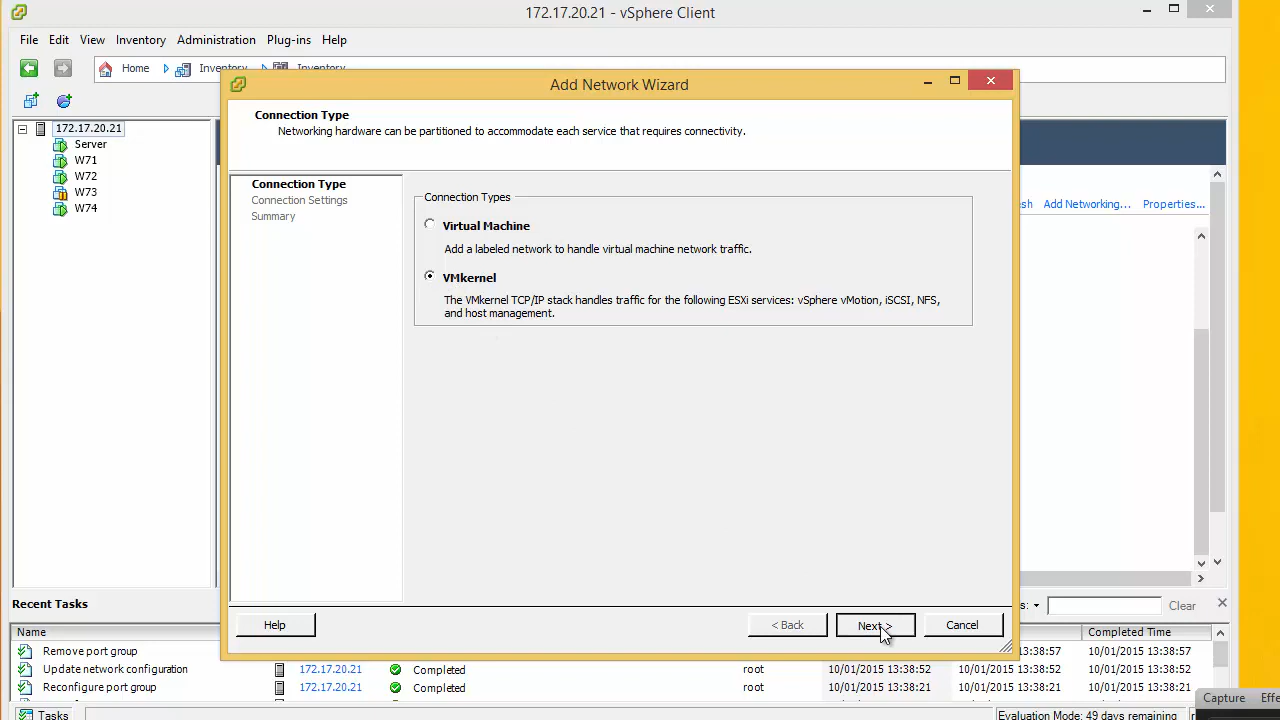 172.17.20.21 - vSphere Client
File Edit View Inventory Administration Plug-ins Help
Home Inventory Inventory
Add Network Wizard
Connection Type
Networking hardware can be partitioned to accommodate each service that requires connectivity.
172.17.20.21
Server
W71
W72
W73
W74
Connection Type
Connection Settings
Summary
Connection Types
Virtual Machine
Add a labeled network to handle virtual machine network traffic.
VMkernel
The VMkernel TCP/IP stack handles traffic for the following ESXi services: vSphere vMotion, iSCSI, NFS,
and host management.
Add Networking... Properties...
Help < Back Next > Cancel
Recent Tasks
Clear
Name Completed Time
Remove port group 13:38:57 10/01/2015 13:38:57
Update network configuration 172.17.20.21 Completed root 10/01/2015 13:38:52 10/01/2015 13:38:52 10/01/2015 13:38:52
Reconfigure port group 172.17.20.21 Completed root 10/01/2015 13:38:21 10/01/2015 13:38:21 10/01/2015 13:38:21
Tasks Evaluation Mode: 49 days remaining
Capture